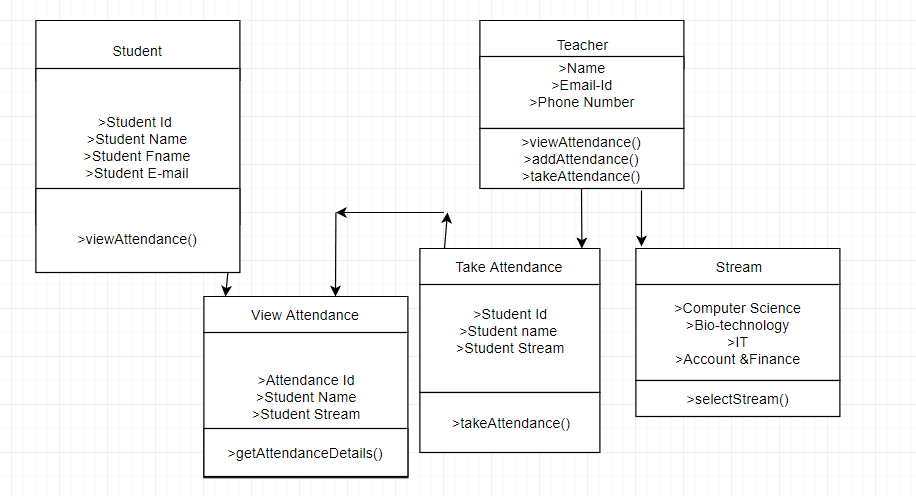 Student
>Student Id
>Student Name
>Student Fname
>Student E-mail
>viewAttendance()
Teacher
>Name
>Email-Id
>Phone Number
>viewAttendance()
>addAttendance()
>takeAttendance()
View Attendance
>Attendance Id
>Student Name
>Student Stream
>getAttendanceDetails()
Take Attendance
>Student Id
>Student name
>Student Stream
>takeAttendance()
Stream
>Computer Science
>Bio-technology
>IT
>Account &Finance
>selectStream()